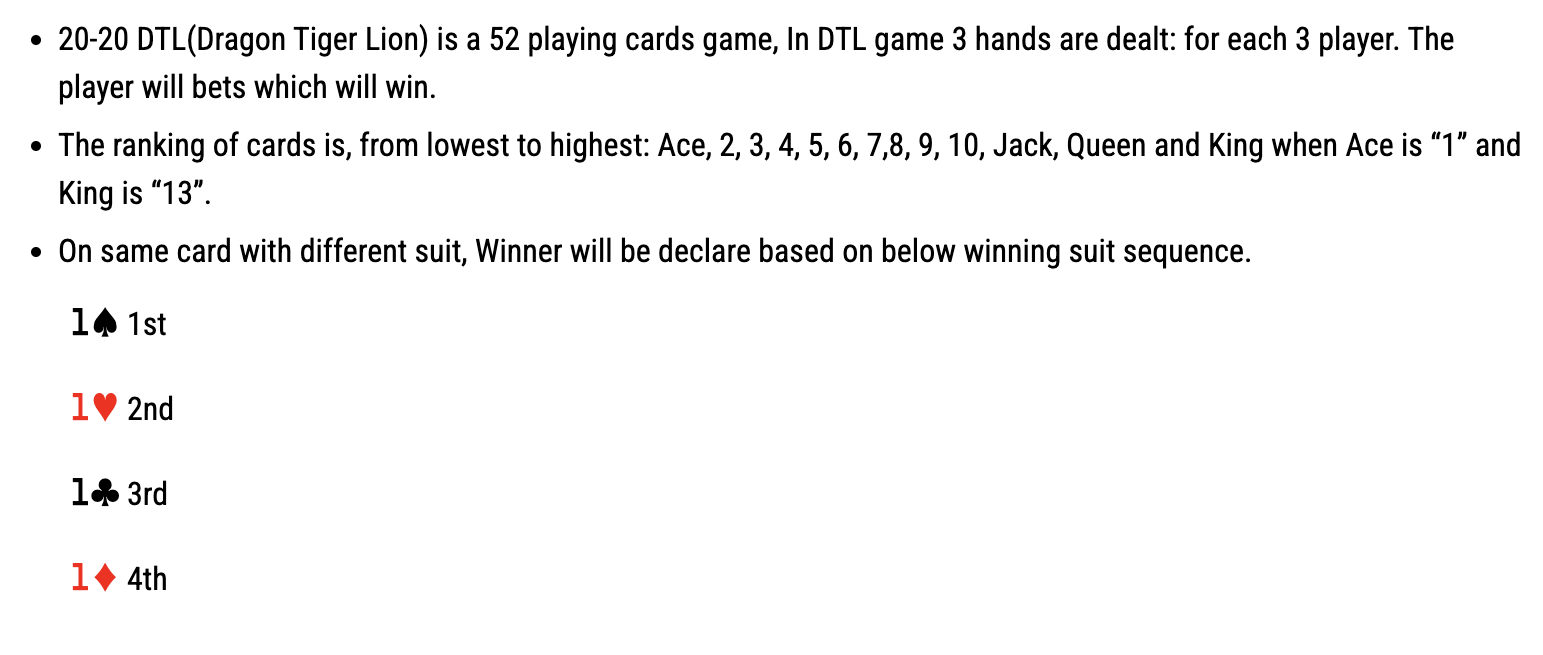 • 20-20 DTL(Dragon Tiger Lion) is a 52 playing cards game, In DTL game 3 hands are dealt: for each 3 player. The
player will bets which will win.
• The ranking of cards is, from lowest to highest: Ace, 2, 3, 4, 5, 6, 7,8, 9, 10, Jack, Queen and King when Ace is “1” and
King is “13”.
• On same card with different suit, Winner will be declare based on below winning suit sequence.
1♠ 1st
1♥ 2nd
1♣ 3rd
1♦ 4th